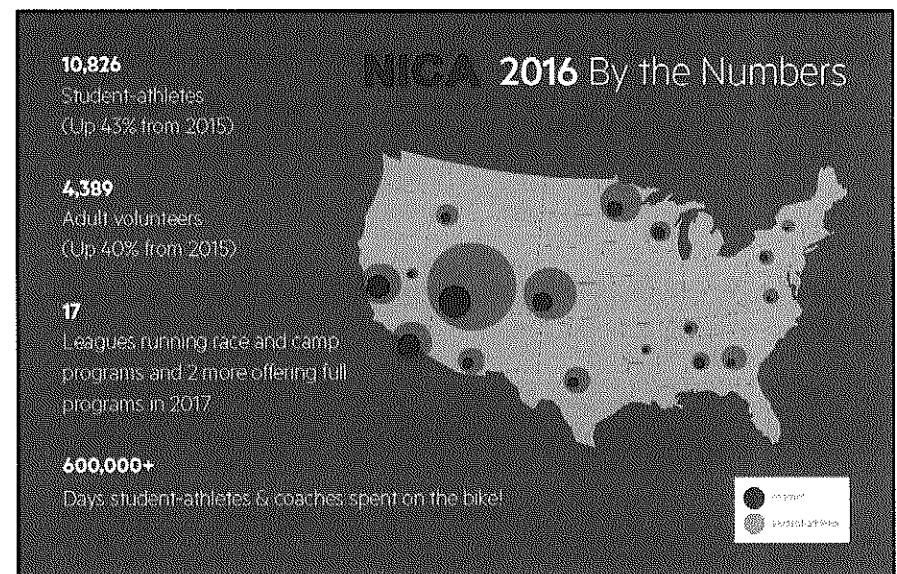 NICA 2016 By the Numbers
10,826
Student-athletes
(Up 43% from 2015)
4,389
Adult volunteers
(Up 40% from 2015)
17
Leagues running race and camp
programs and 2 more offering full
programs in 2017
600,000+
Days student-athletes & coaches spent on the bike!
student-athletes